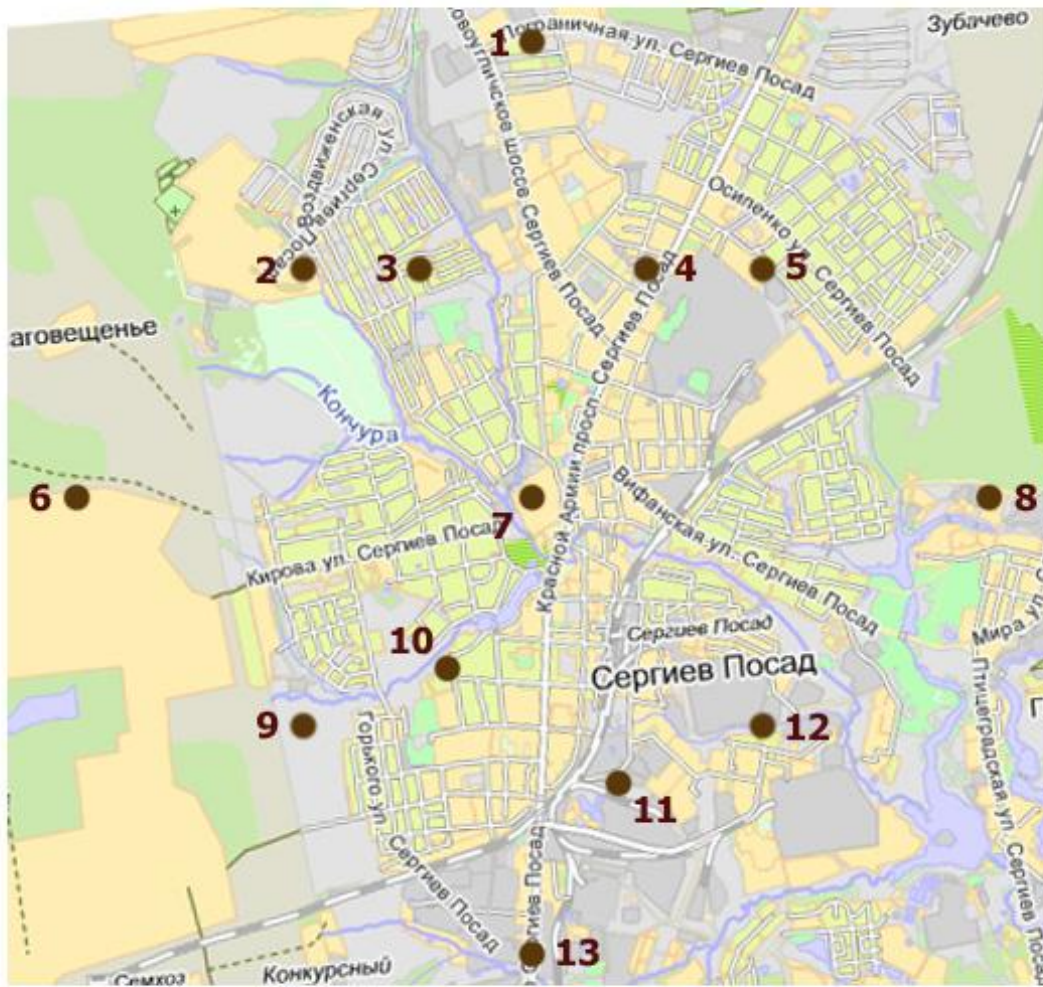 Зубачево
1
Пограничная ул. Сергиев Посад
Новоугличское шоссе Сергиев Посад
Воздвиженская ул. Сергиев Посад
Осипенко ул. Сергиев Посад
2
3
4
5
аговещенье
Кончура
Красной Армии просп. Сергиев Посад
6
7
8
Вифанская ул. Сергиев Посад
Кирова ул. Сергиев Посад
Сергиев Посад
Мира ул.
10
Сергиев Посад
9
12
Горького ул. Сергиев Посад
11
Птицеградская ул. Сергиев Посад
гиев Посад
13
Семхоз
Конкурсный